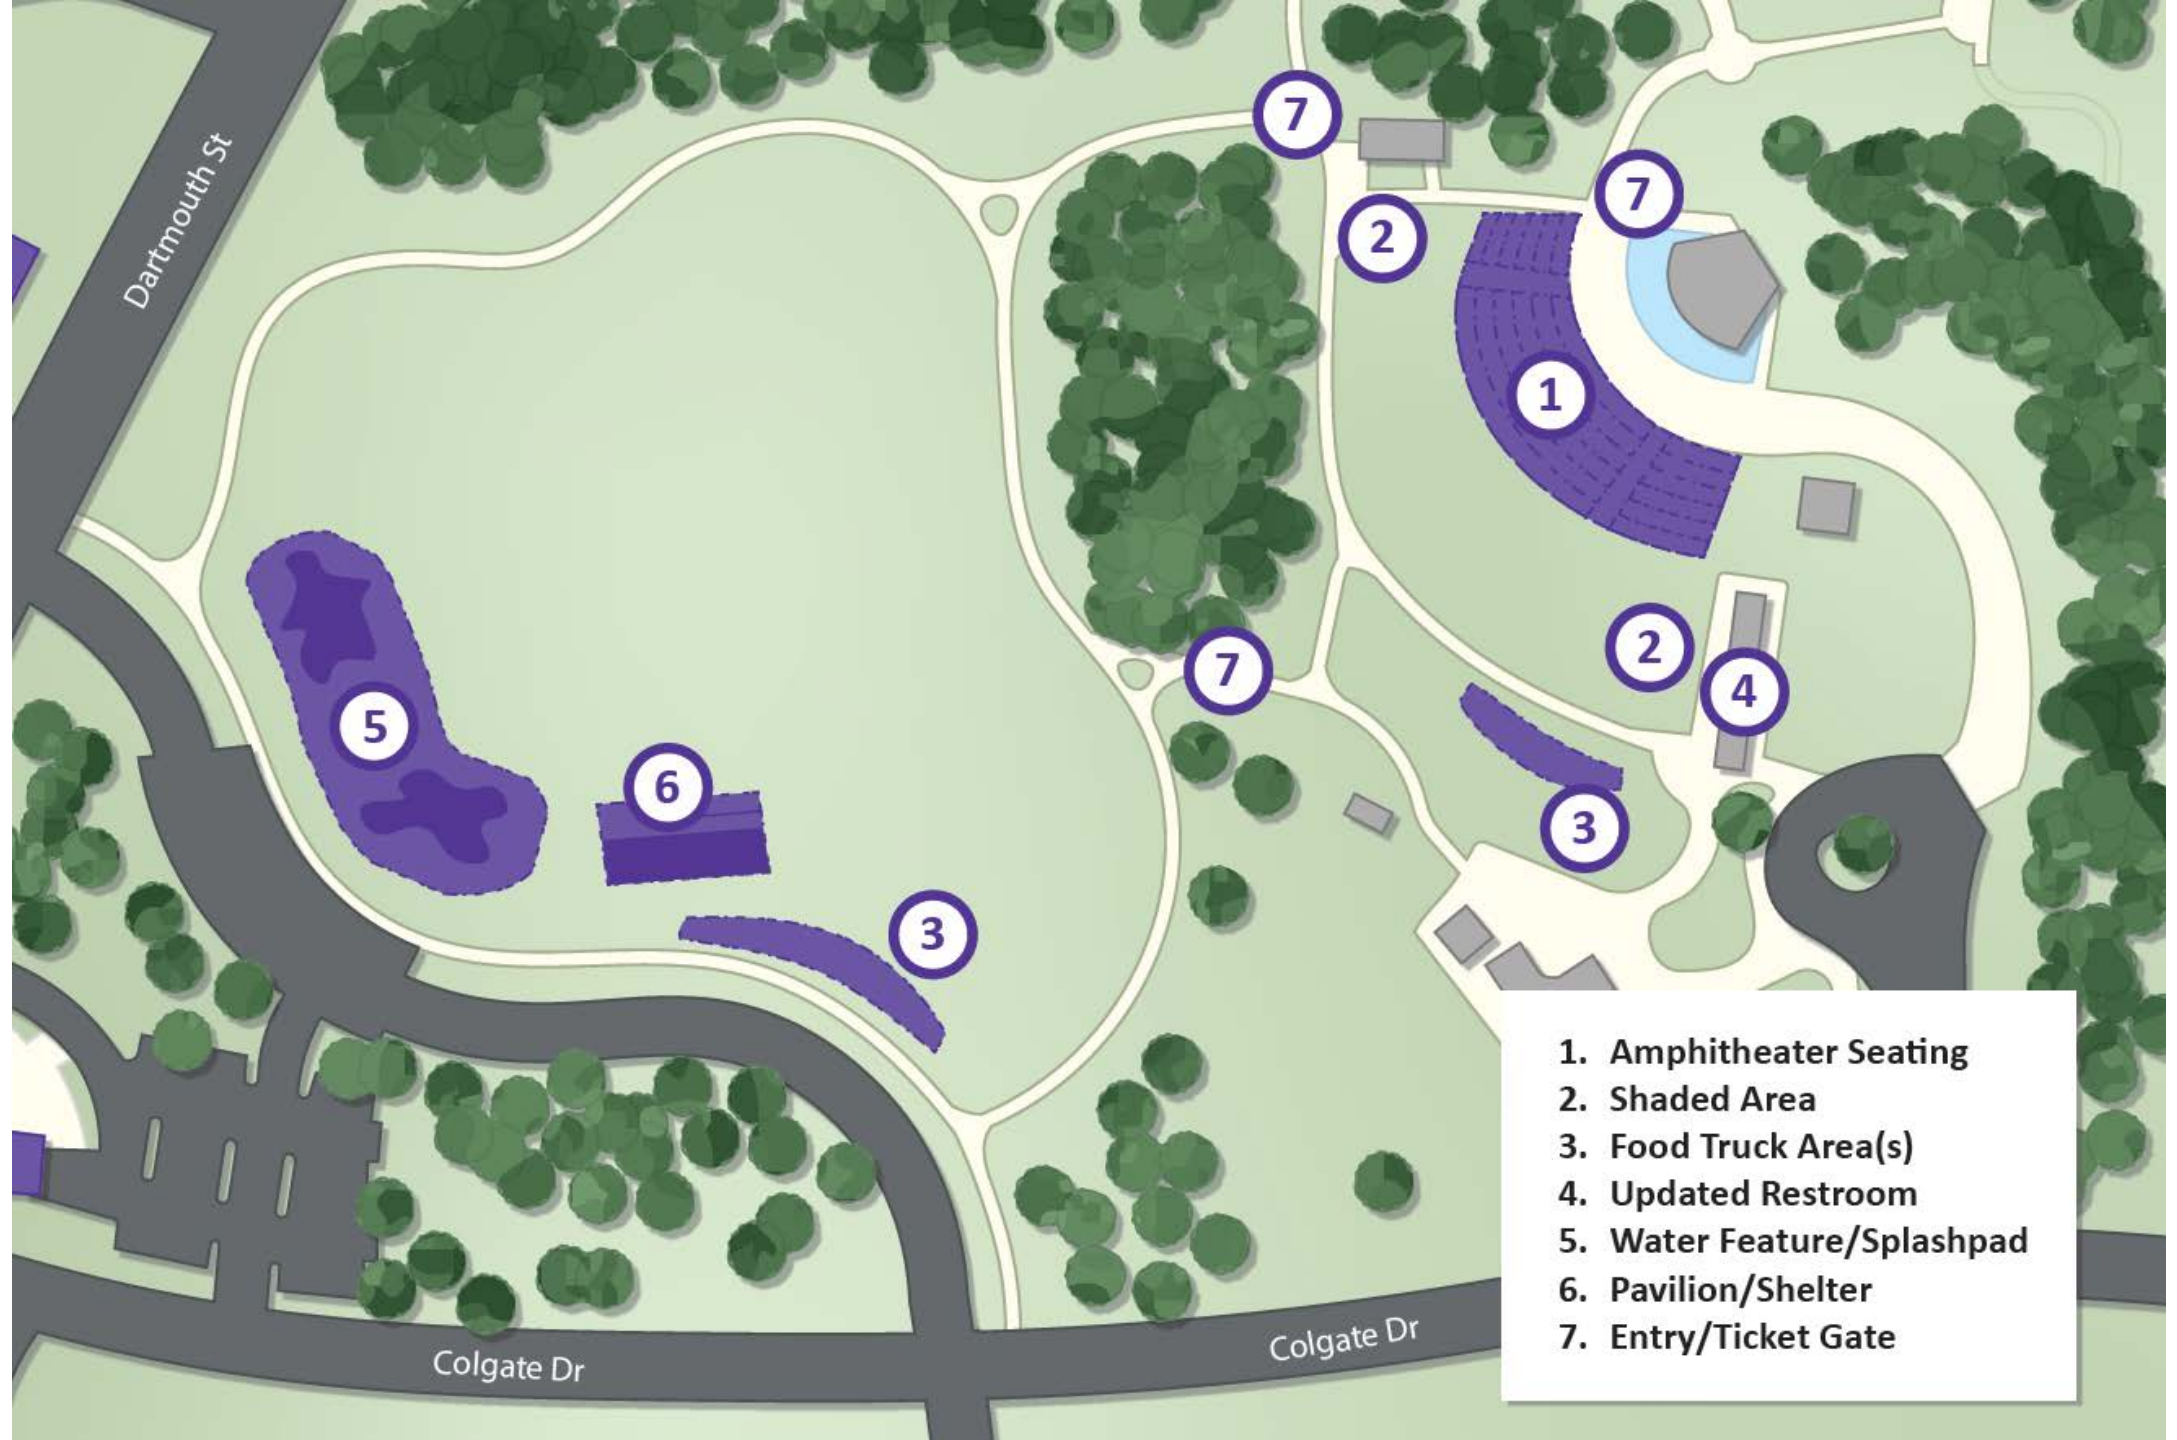 7
7
2
Dartmouth St
1
2
7
4
5
6
3
3
1. Amphitheater Seating
2. Shaded Area
3. Food Truck Area(s)
4. Updated Restroom
5. Water Feature/Splashpad
6. Pavilion/Shelter
7. Entry/Ticket Gate
Colgate Dr
Colgate Dr